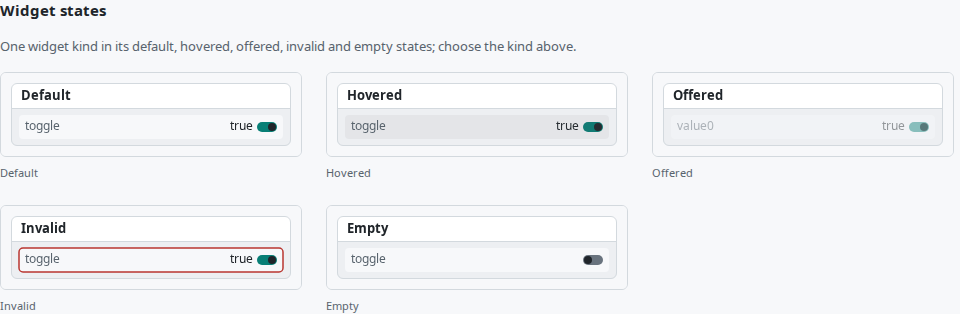 Widget states
One widget kind in its default, hovered, offered, invalid and empty states; choose the kind above.
Default
toggle true
Default
Hovered
toggle true
Hovered
Offered
value0 true
Offered
Invalid
toggle true
Invalid
Empty
toggle
Empty